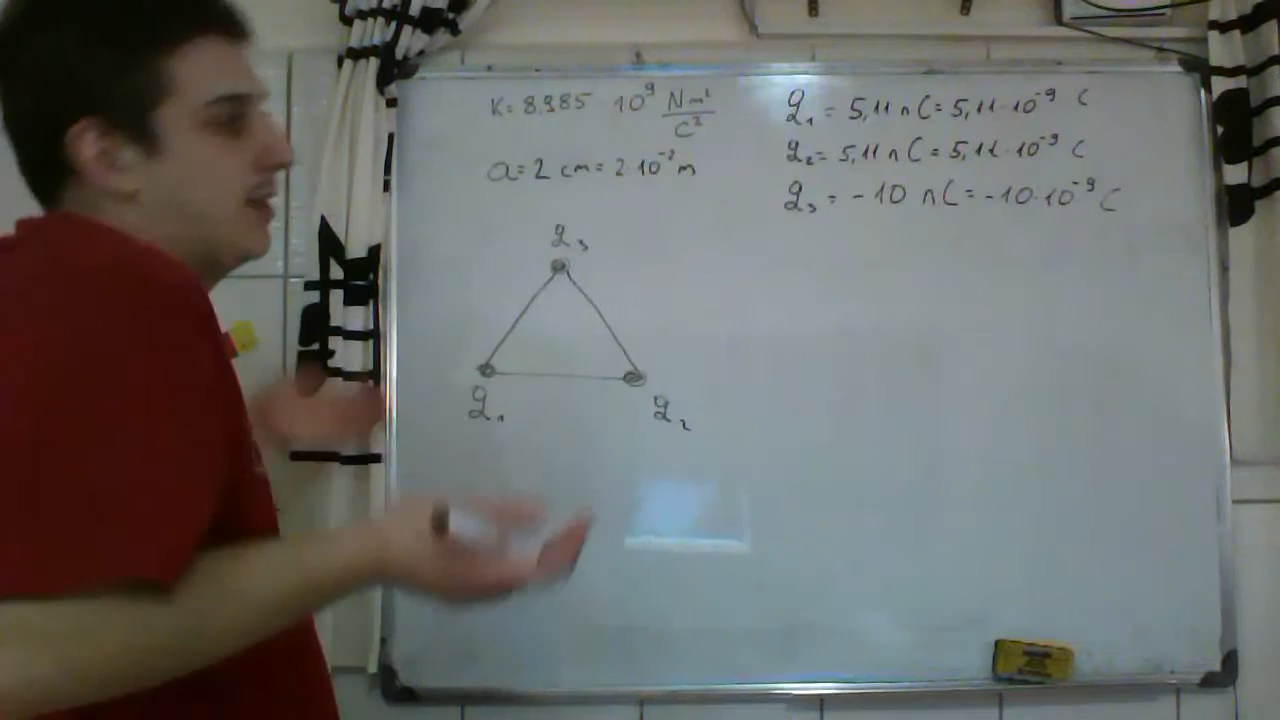 K = 8.985 10⁹ Nm²/C²
a = 2 cm = 2·10⁻² m
q₁ = 5,11 nC = 5,11·10⁻⁹ C
q₂ = 5,11 nC = 5,11·10⁻⁹ C
q₃ = -10 nC = -10·10⁻⁹ C
q₃
q₁
q₂